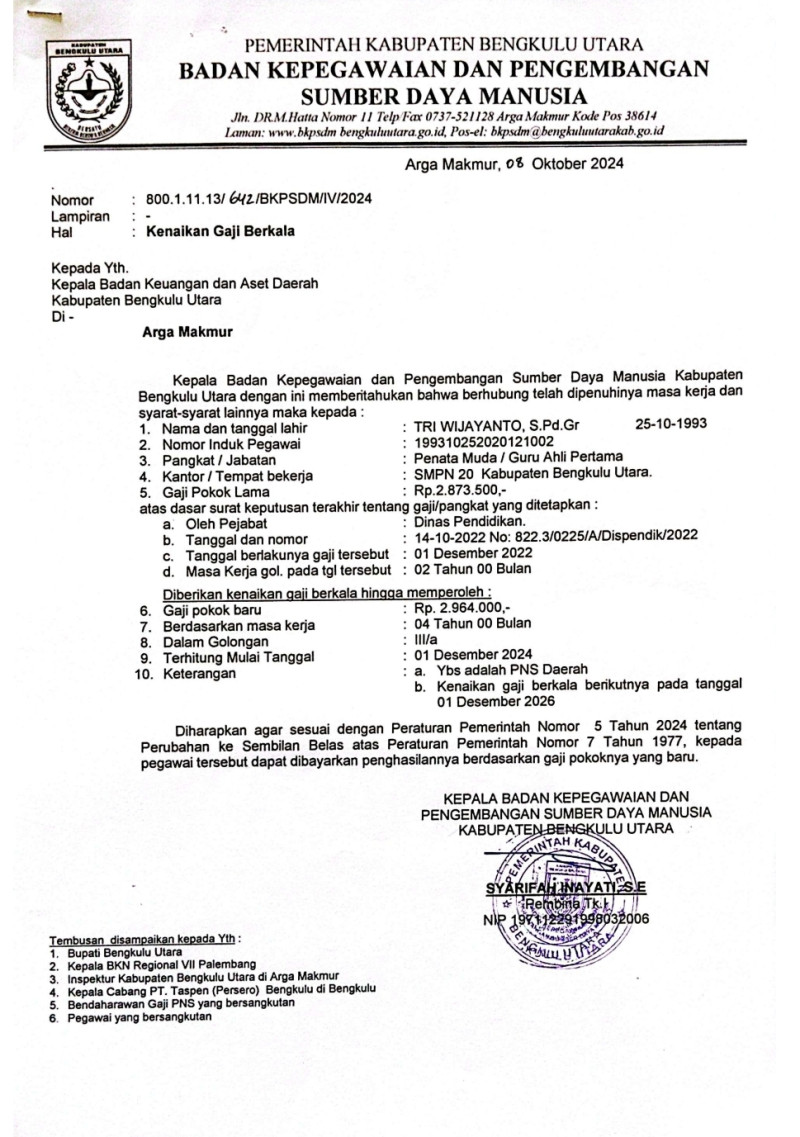 KABUPATEN
BENGKULU UTARA
PEMERINTAH KABUPATEN BENGKULU UTARA
BADAN KEPEGAWAIAN DAN PENGEMBANGAN
SUMBER DAYA MANUSIA
Jln. DR.M.Hatta Nomor 11 Telp/Fax 0737-521128 Arga Makmur Kode Pos 38614
Laman: www.bkpsdm bengkuluutara.go.id, Pos-el: bkpsdm@bengkuluutarakab.go.id
Arga Makmur, 08 Oktober 2024
Nomor : 800.1.11.13/ 642/BKPSDM/IV/2024
Lampiran : -
Hal : Kenaikan Gaji Berkala
Kepada Yth.
Kepala Badan Keuangan dan Aset Daerah
Kabupaten Bengkulu Utara
Di -
Arga Makmur
Kepala Badan Kepegawaian dan Pengembangan Sumber Daya Manusia Kabupaten
Bengkulu Utara dengan ini memberitahukan bahwa berhubung telah dipenuhinya masa kerja dan
syarat-syarat lainnya maka kepada :
1. Nama dan tanggal lahir : TRI WIJAYANTO, S.Pd.Gr 25-10-1993
2. Nomor Induk Pegawai : 199310252020121002
3. Pangkat / Jabatan : Penata Muda / Guru Ahli Pertama
4. Kantor / Tempat bekerja : SMPN 20 Kabupaten Bengkulu Utara.
5. Gaji Pokok Lama : Rp.2.873.500,-
atas dasar surat keputusan terakhir tentang gaji/pangkat yang ditetapkan :
a. Oleh Pejabat : Dinas Pendidikan.
b. Tanggal dan nomor : 14-10-2022 No: 822.3/0225/A/Dispendik/2022
c. Tanggal berlakunya gaji tersebut : 01 Desember 2022
d. Masa Kerja gol. pada tgl tersebut : 02 Tahun 00 Bulan
Diberikan kenaikan gaji berkala hingga memperoleh :
6. Gaji pokok baru : Rp. 2.964.000,-
7. Berdasarkan masa kerja : 04 Tahun 00 Bulan
8. Dalam Golongan : III/a
9. Terhitung Mulai Tanggal : 01 Desember 2024
10. Keterangan : a. Ybs adalah PNS Daerah
b. Kenaikan gaji berkala berikutnya pada tanggal
01 Desember 2026
Diharapkan agar sesuai dengan Peraturan Pemerintah Nomor 5 Tahun 2024 tentang
Perubahan ke Sembilan Belas atas Peraturan Pemerintah Nomor 7 Tahun 1977, kepada
pegawai tersebut dapat dibayarkan penghasilannya berdasarkan gaji pokoknya yang baru.
KEPALA BADAN KEPEGAWAIAN DAN
PENGEMBANGAN SUMBER DAYA MANUSIA
KABUPATEN BENGKULU UTARA
PEMERINTAH KABUPATEN
SYARIFAH INAYATI, S.E
Pembina Tk.I
NIP 197112291998032006
BENGKULU UTARA
Tembusan disampaikan kepada Yth :
1. Bupati Bengkulu Utara
2. Kepala BKN Regional VII Palembang
3. Inspektur Kabupaten Bengkulu Utara di Arga Makmur
4. Kepala Cabang PT. Taspen (Persero) Bengkulu di Bengkulu
5. Bendaharawan Gaji PNS yang bersangkutan
6. Pegawai yang bersangkutan